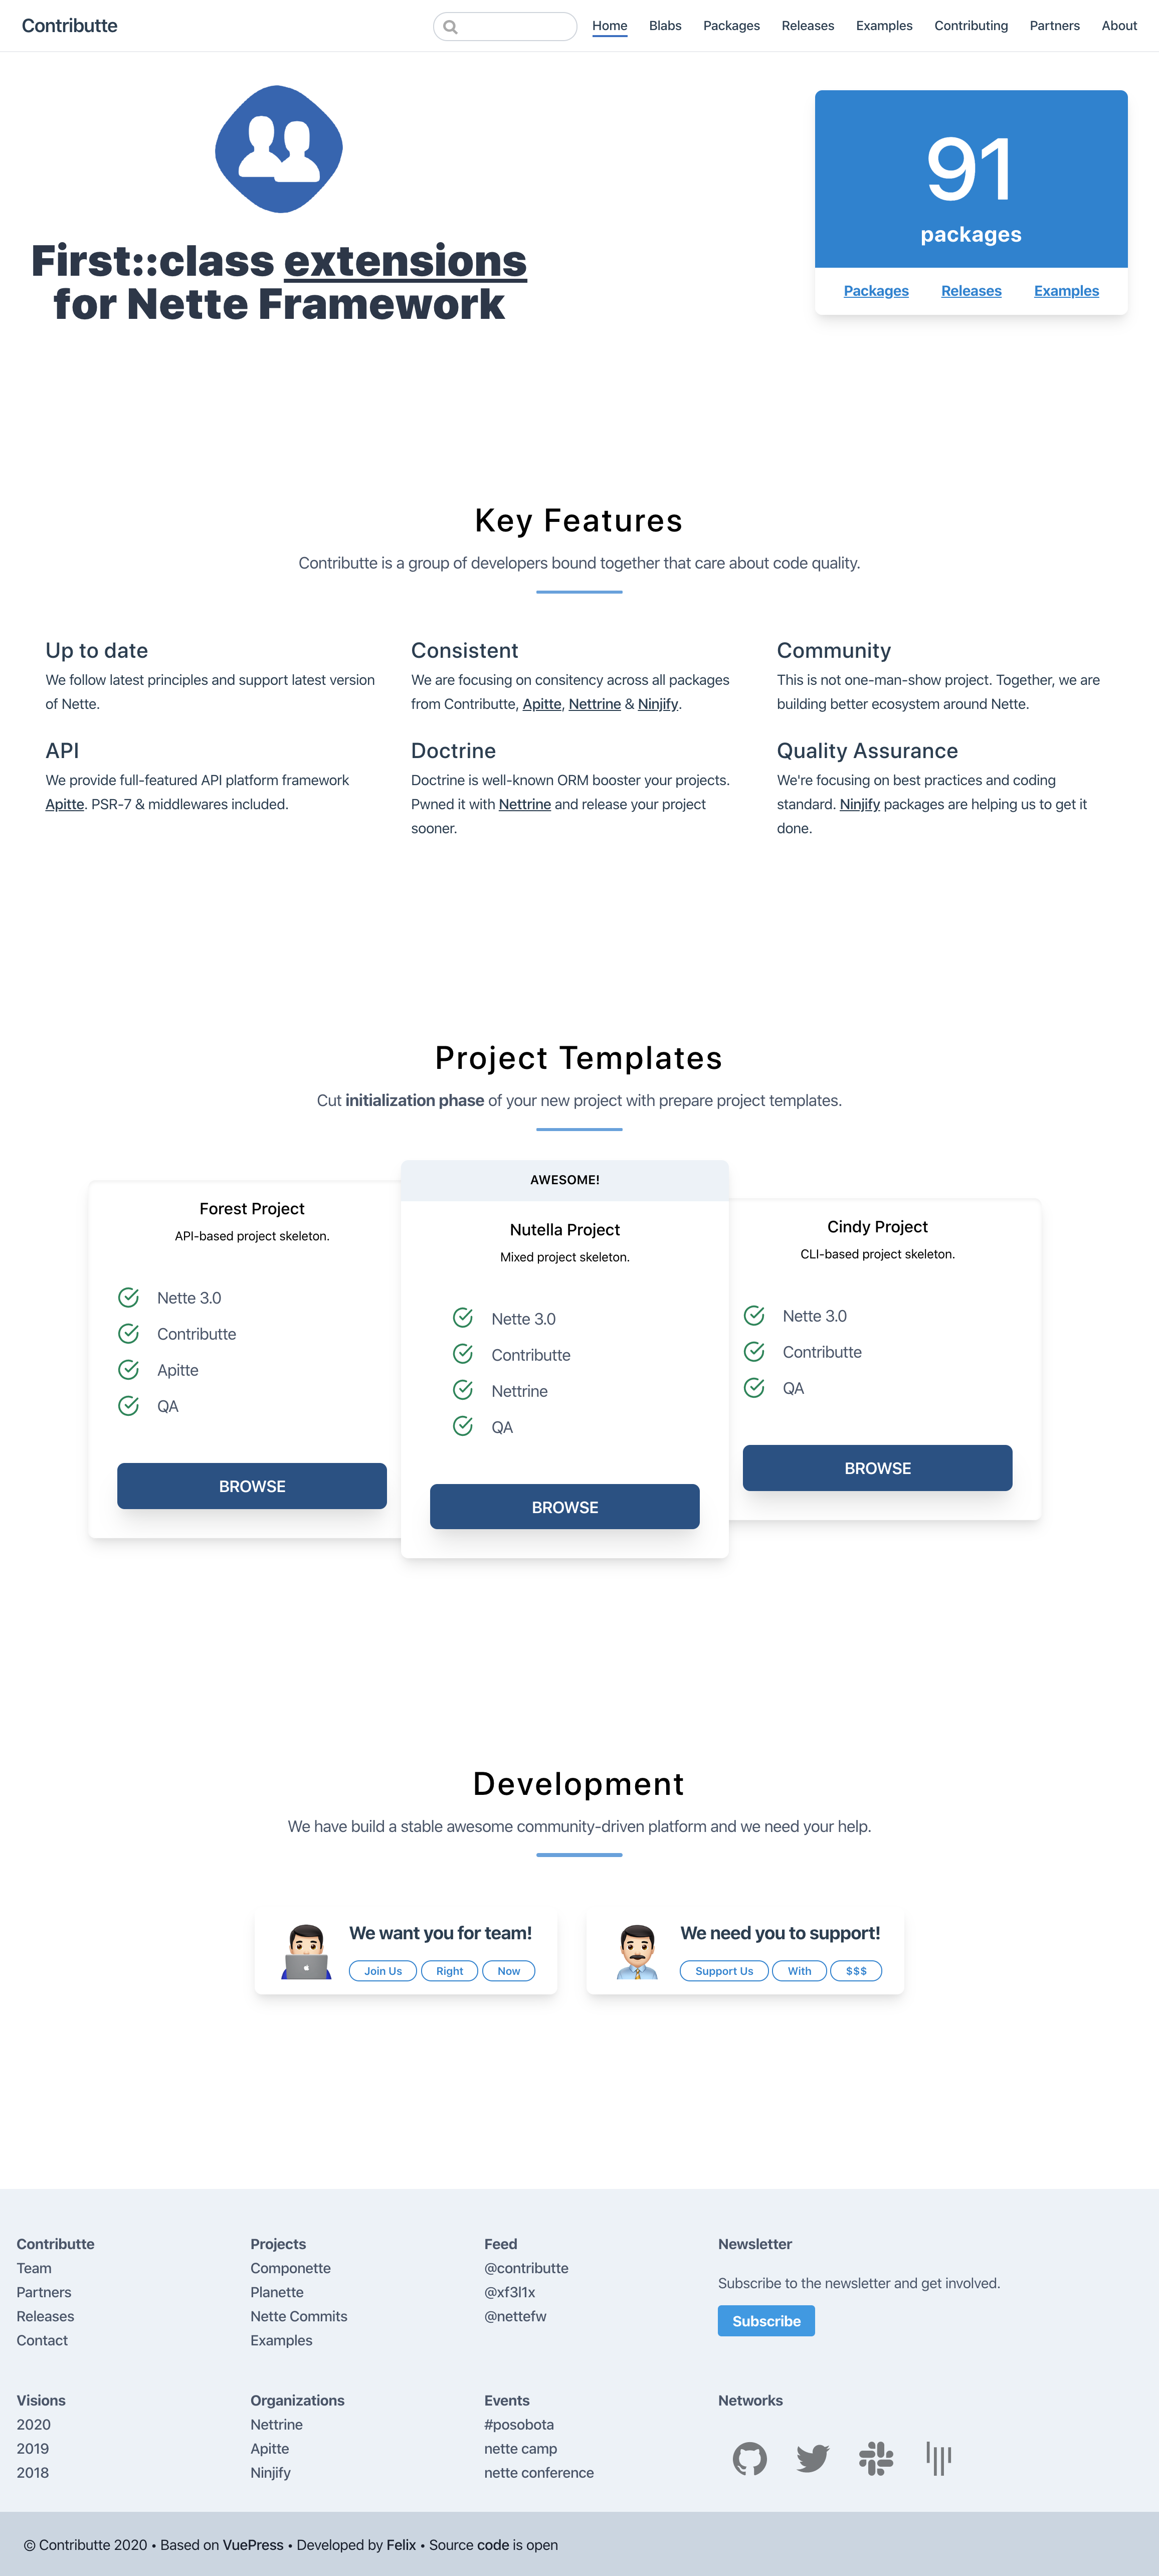 Contributte
Home Blabs Packages Releases Examples Contributing Partners About
First::class extensions
for Nette Framework
91
packages
Packages Releases Examples
Key Features
Contributte is a group of developers bound together that care about code quality.
Up to date
We follow latest principles and support latest version
of Nette.
Consistent
We are focusing on consitency across all packages
from Contributte, Apitte, Nettrine & Ninjify.
Community
This is not one-man-show project. Together, we are
building better ecosystem around Nette.
API
We provide full-featured API platform framework
Apitte. PSR-7 & middlewares included.
Doctrine
Doctrine is well-known ORM booster your projects.
Pwned it with Nettrine and release your project
sooner.
Quality Assurance
We're focusing on best practices and coding
standard. Ninjify packages are helping us to get it
done.
Project Templates
Cut initialization phase of your new project with prepare project templates.
Forest Project
API-based project skeleton.
Nette 3.0
Contributte
Apitte
QA
BROWSE
AWESOME!
Nutella Project
Mixed project skeleton.
Nette 3.0
Contributte
Nettrine
QA
BROWSE
Cindy Project
CLI-based project skeleton.
Nette 3.0
Contributte
QA
BROWSE
Development
We have build a stable awesome community-driven platform and we need your help.
We want you for team!
Join Us Right Now
We need you to support!
Support Us With $$$
Contributte
Team
Partners
Releases
Contact
Projects
Componette
Planette
Nette Commits
Examples
Feed
@contributte
@xf3l1x
@nettefw
Newsletter
Subscribe to the newsletter and get involved.
Subscribe
Visions
2020
2019
2018
Organizations
Nettrine
Apitte
Ninjify
Events
#posobota
nette camp
nette conference
Networks
© Contributte 2020 • Based on VuePress • Developed by Felix • Source code is open